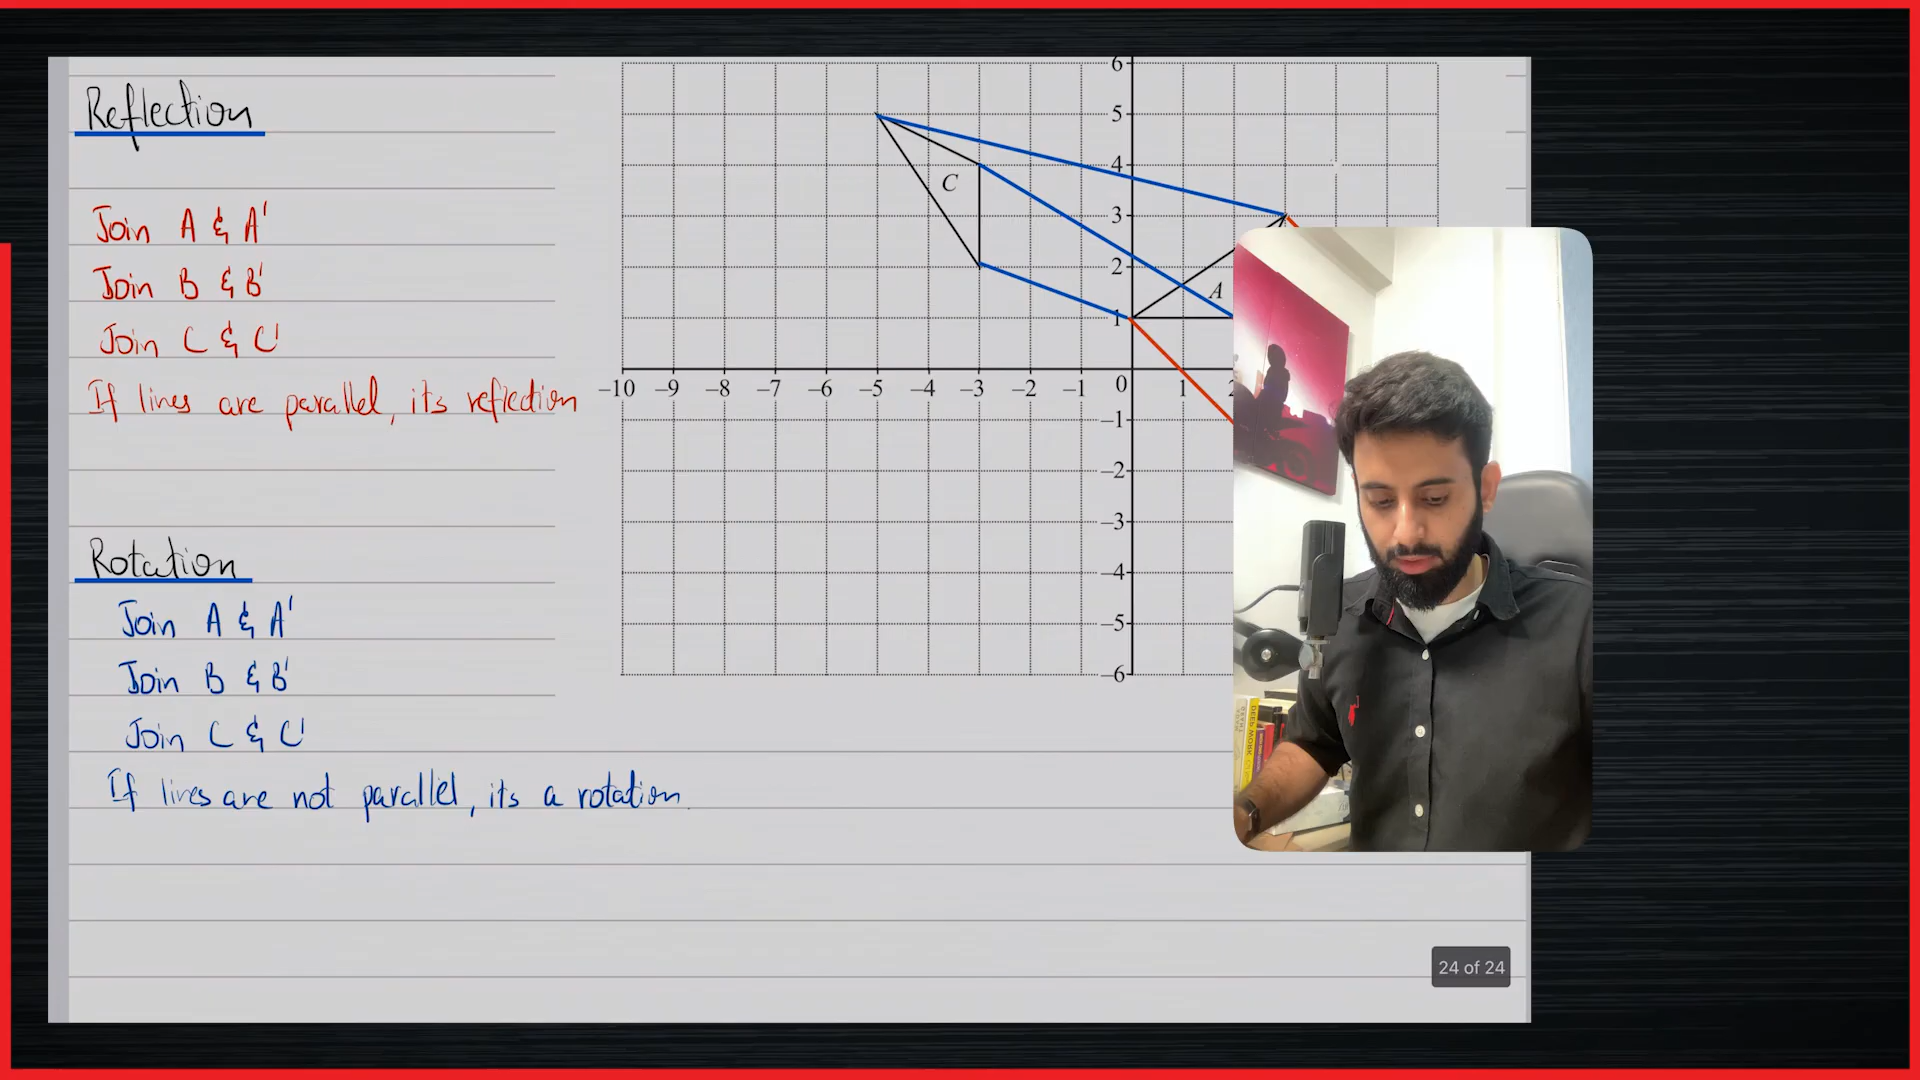 Reflection
Join A & A'
Join B & B'
Join C & C'
If lines are parallel, its reflection
Rotation
Join A & A'
Join B & B'
Join C & C'
If lines are not parallel, its a rotation.
6
5
4
3
2
1
C
A
–10 –9 –8 –7 –6 –5 –4 –3 –2 –1 0 1
–1
–2
–3
–4
–5
–6
DEEP WORK
24 of 24